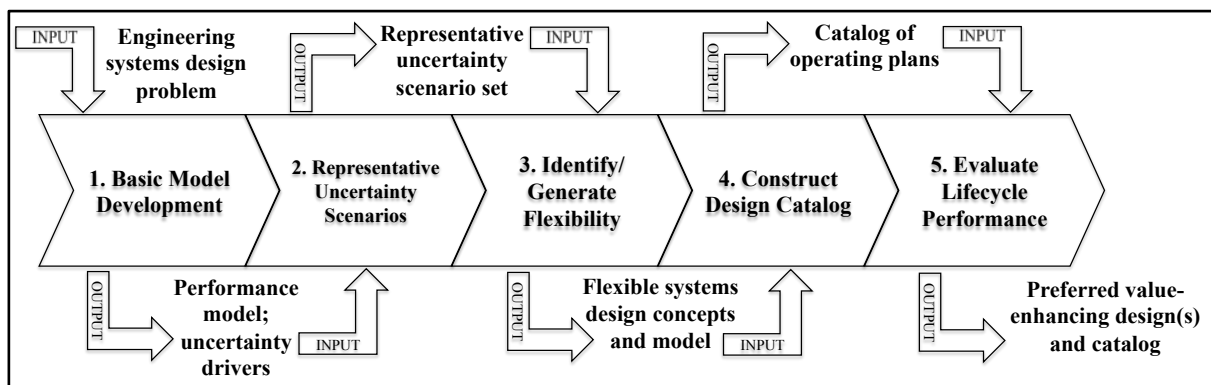 INPUT
Engineering
systems design
problem
OUTPUT
Representative
uncertainty
scenario set
INPUT
OUTPUT
Catalog of
operating plans
INPUT
1. Basic Model
Development
2. Representative
Uncertainty
Scenarios
3. Identify/
Generate
Flexibility
4. Construct
Design Catalog
5. Evaluate
Lifecycle
Performance
OUTPUT
Performance
model;
uncertainty
drivers
INPUT
OUTPUT
Flexible systems
design concepts
and model
INPUT
OUTPUT
Preferred value-
enhancing design(s)
and catalog